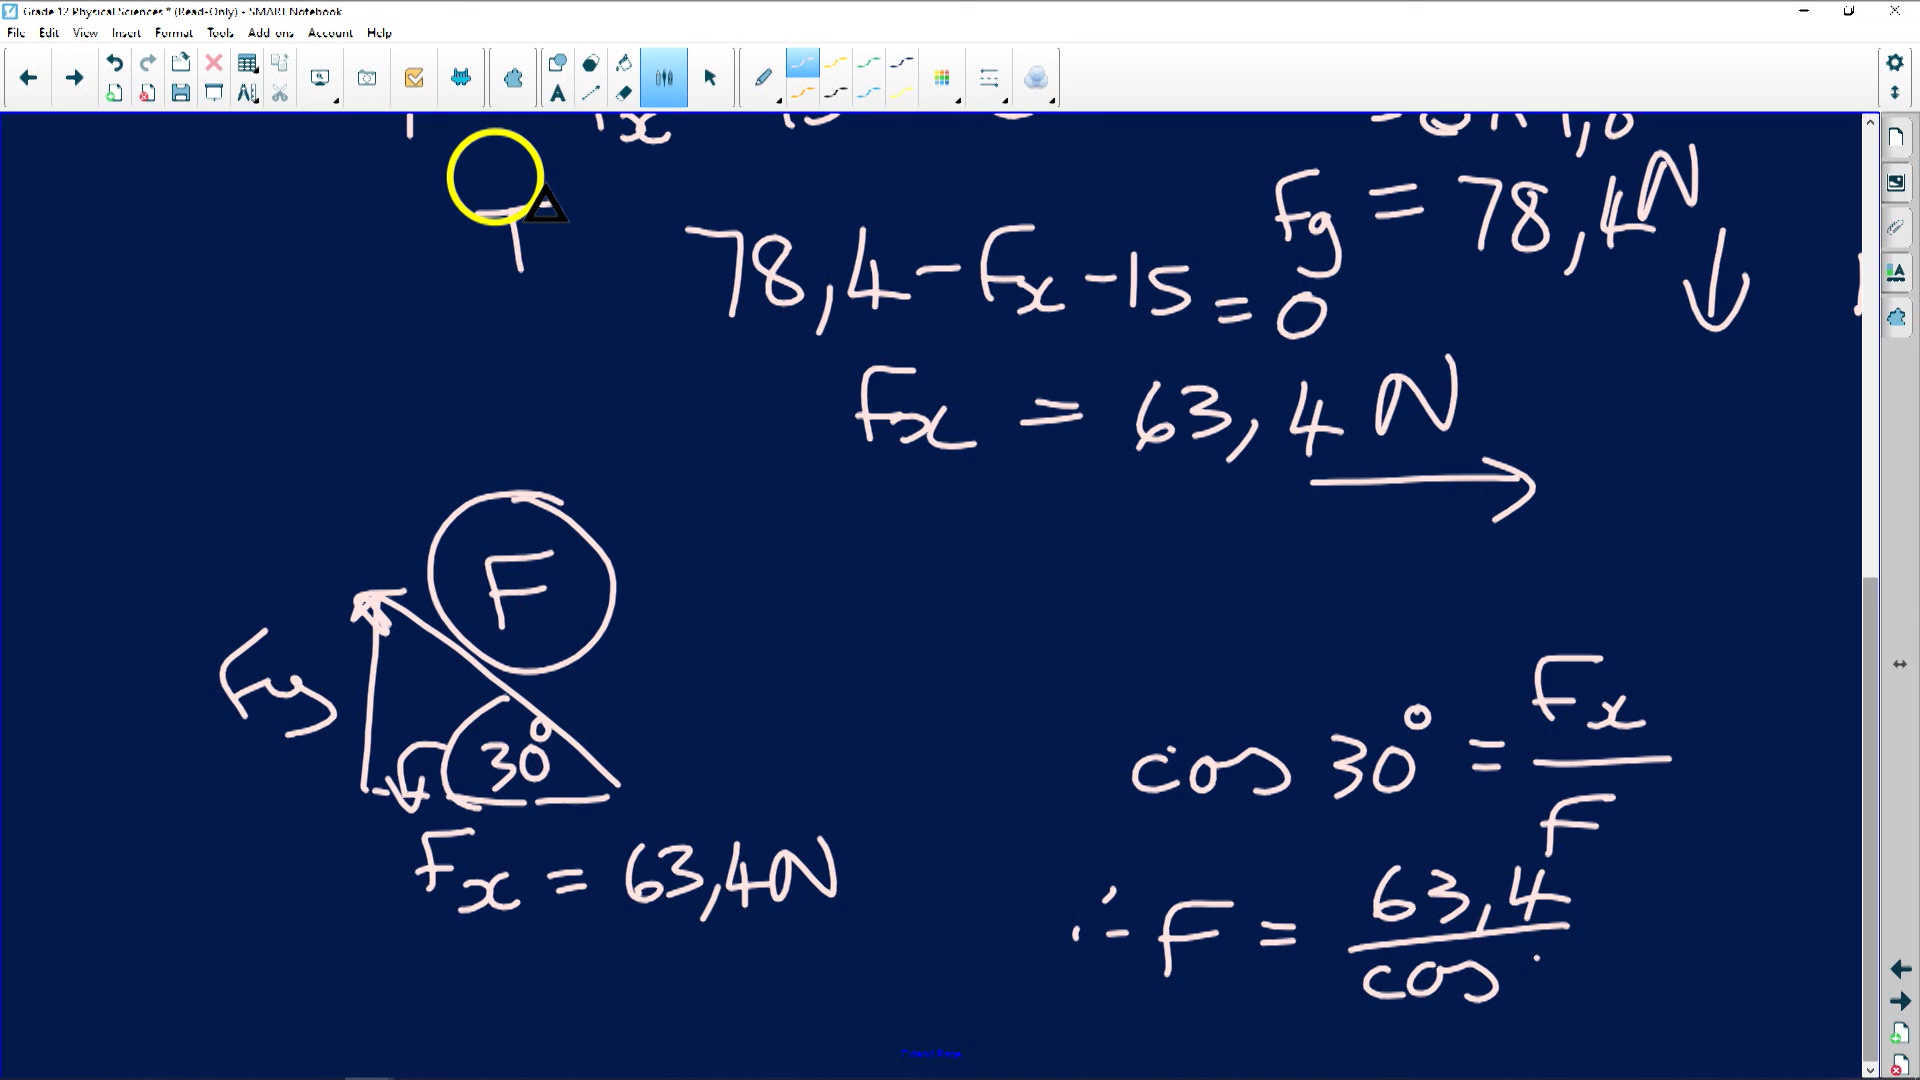 Grade 12 Physical Sciences * (Read-Only) - SMART Notebook
File Edit View Insert Format Tools Add-ons Account Help
Fg = 78,4N
78,4 - Fx - 15 = 0
Fx = 63,4 N
F
Fy
30°
Fx = 63,4N
cos 30° = Fx / F
∴ F = 63,4 / cos